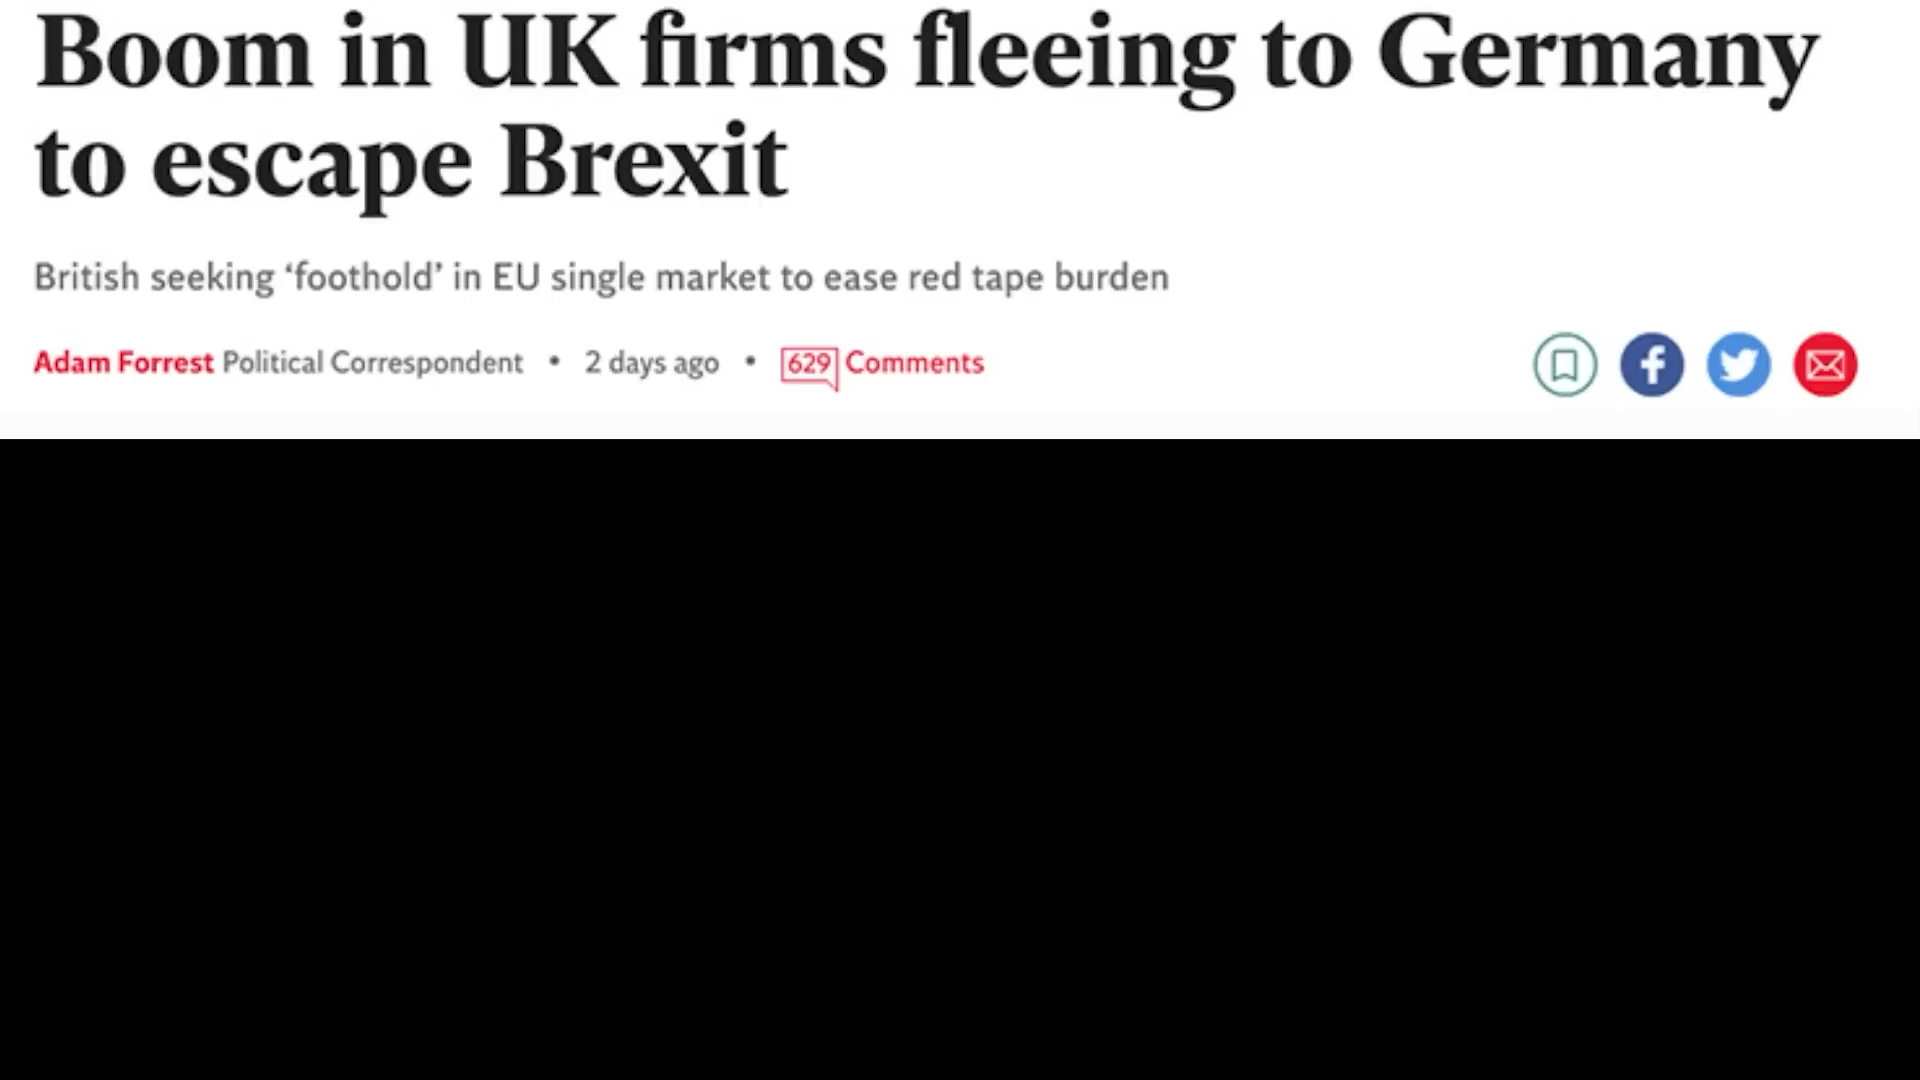 Boom in UK firms fleeing to Germany
to escape Brexit
British seeking ‘foothold’ in EU single market to ease red tape burden
Adam Forrest Political Correspondent • 2 days ago • 629 Comments